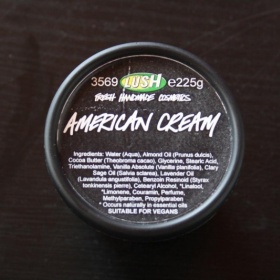 3569 LUSH e225g
FRESH HANDMADE COSMETICS
AMERICAN CREAM
Ingredients: Water (Aqua), Almond Oil (Prunus dulcis),
Cocoa Butter (Theobroma cacao), Glycerine, Stearic Acid,
Triethanolamine, Vanilla Absolute (Vanilla planifolia), Clary
Sage Oil (Salvia sclarea), Lavender Oil
(Lavandula angustifolia), Benzoin Resinoid (Styrax
tonkinensis pierre), Cetearyl Alcohol, *Linalool,
*Limonene, Coumarin, Perfume,
Methylparaben, Propylparaben
* Occurs naturally in essential oils
SUITABLE FOR VEGANS